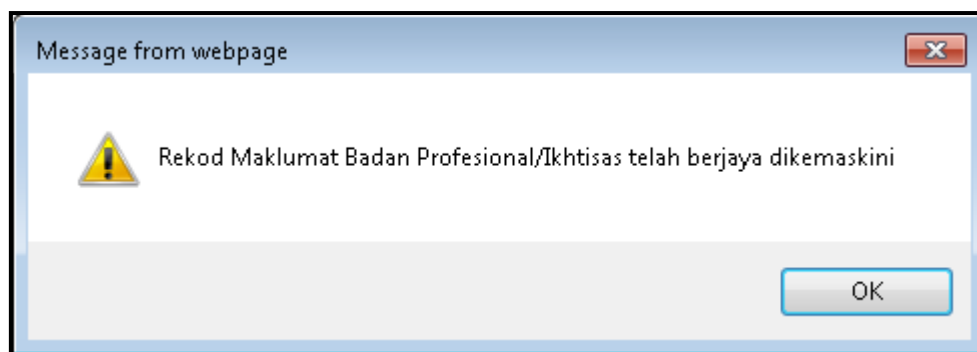 Message from webpage
Rekod Maklumat Badan Profesional/Ikhtisas telah berjaya dikemaskini
OK